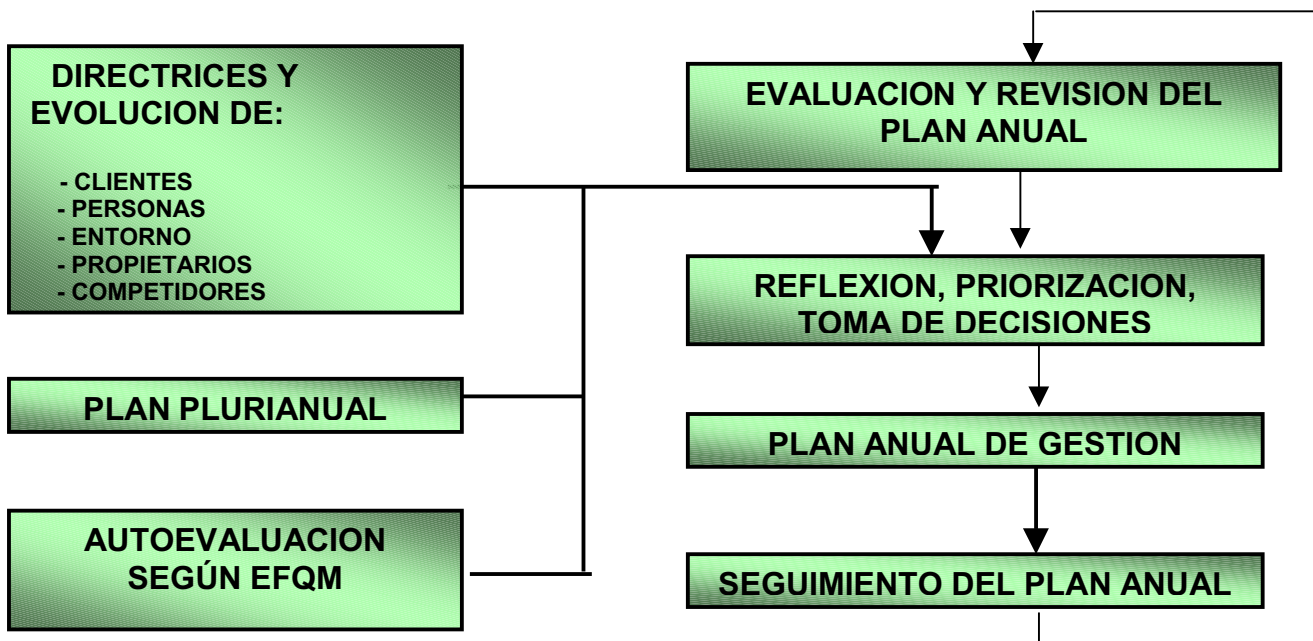 DIRECTRICES Y
EVOLUCION DE:
- CLIENTES
- PERSONAS
- ENTORNO
- PROPIETARIOS
- COMPETIDORES
PLAN PLURIANUAL
AUTOEVALUACION
SEGÚN EFQM
EVALUACION Y REVISION DEL
PLAN ANUAL
REFLEXION, PRIORIZACION,
TOMA DE DECISIONES
PLAN ANUAL DE GESTION
SEGUIMIENTO DEL PLAN ANUAL